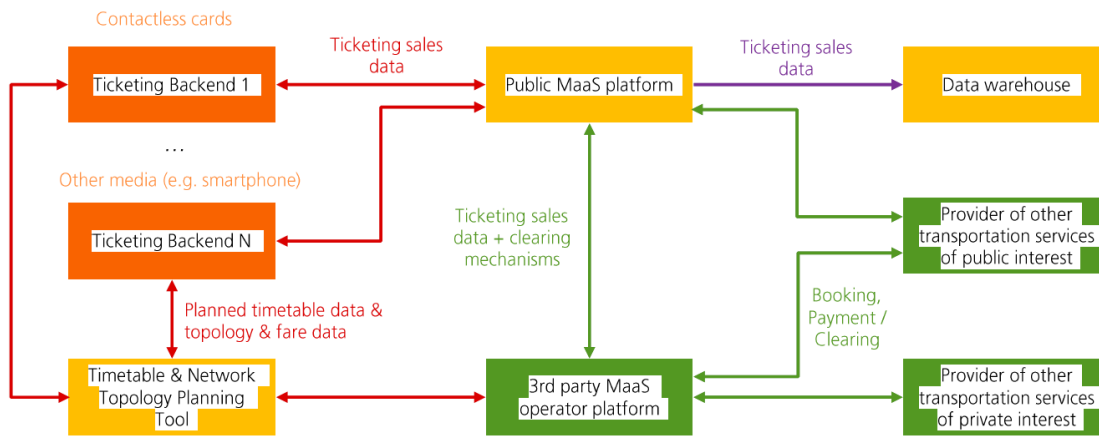 Contactless cards
Ticketing Backend 1
Ticketing sales
data
Public MaaS platform
Ticketing sales
data
Data warehouse
...
Other media (e.g. smartphone)
Ticketing Backend N
Ticketing sales
data + clearing
mechanisms
Provider of other
transportation services
of public interest
Planned timetable data &
topology & fare data
Booking,
Payment /
Clearing
Timetable & Network
Topology Planning
Tool
3rd party MaaS
operator platform
Provider of other
transportation services
of private interest